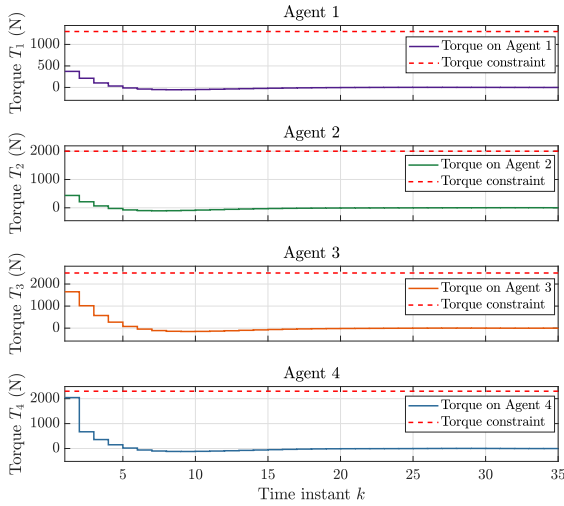 Agent 1
Torque T₁ (N)
1000
500
0
Torque on Agent 1
Torque constraint
Agent 2
Torque T₂ (N)
2000
1000
0
Torque on Agent 2
Torque constraint
Agent 3
Torque T₃ (N)
2000
1000
0
Torque on Agent 3
Torque constraint
Agent 4
Torque T₄ (N)
2000
1000
0
Torque on Agent 4
Torque constraint
5 10 15 20 25 30 35
Time instant k